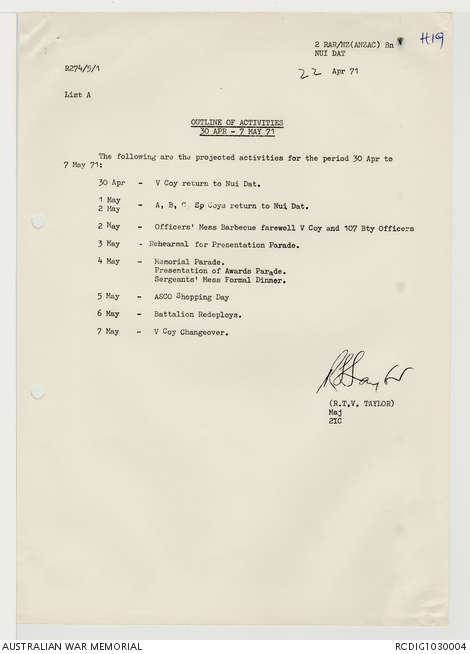 H19
2 RAR/NZ(ANZAC) Bn
NUI DAT
R274/5/1
22 Apr 71
List A
OUTLINE OF ACTIVITIES
30 APR - 7 MAY 71
The following are the projected activities for the period 30 Apr to
7 May 71:
30 Apr - V Coy return to Nui Dat.
1 May
2 May - A, B, C, Sp Coys return to Nui Dat.
2 May - Officers' Mess Barbecue farewell V Coy and 107 Bty Officers
3 May - Rehearsal for Presentation Parade.
4 May - Memorial Parade.
Presentation of Awards Parade.
Sergeants' Mess Formal Dinner.
5 May - ASCO Shopping Day
6 May - Battalion Redeploys.
7 May - V Coy Changeover.
(R.T.V. TAYLOR)
Maj
2IC
AUSTRALIAN WAR MEMORIAL RCDIG1030004